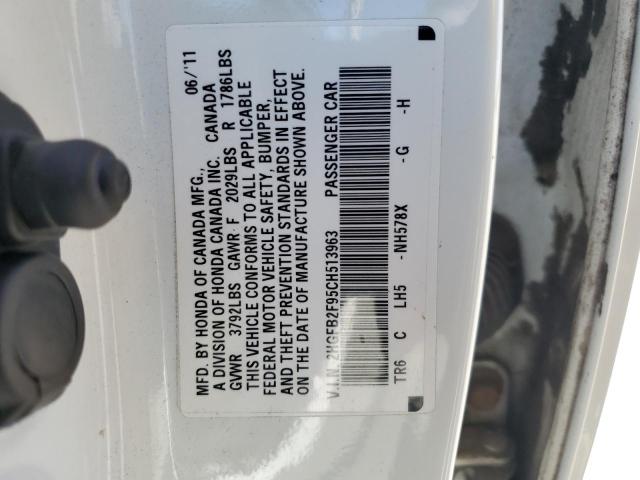 MFD. BY HONDA OF CANADA MFG., 06/'11
A DIVISION OF HONDA CANADA INC. CANADA
GVWR 3792LBS GAWR F 2029LBS R 1786LBS
THIS VEHICLE CONFORMS TO ALL APPLICABLE
FEDERAL MOTOR VEHICLE SAFETY, BUMPER,
AND THEFT PREVENTION STANDARDS IN EFFECT
ON THE DATE OF MANUFACTURE SHOWN ABOVE.
V.I.N. 2HGFB2F95CH513963 PASSENGER CAR
TR6 C LH5 -NH578X -G -H